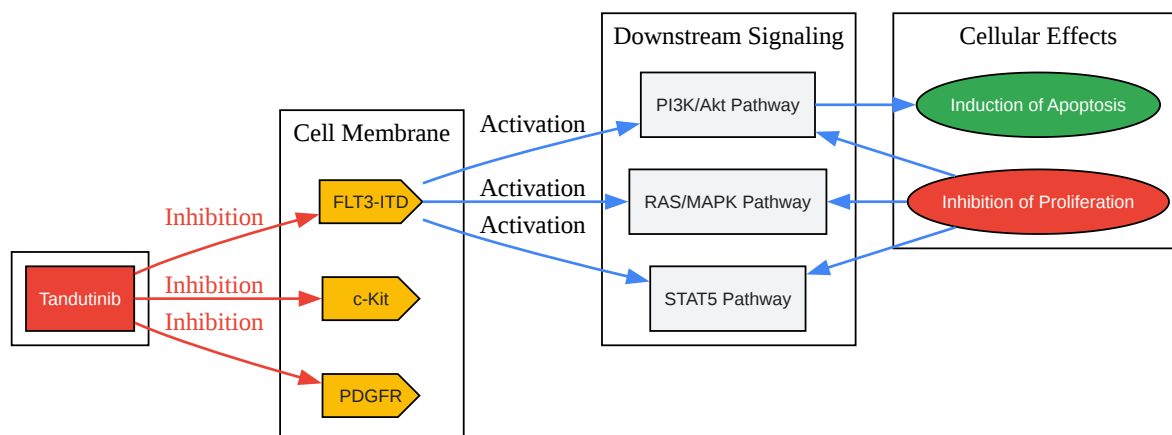 Downstream Signaling
Cellular Effects
PI3K/Akt Pathway
Induction of Apoptosis
Cell Membrane
Activation
FLT3-ITD
Activation
RAS/MAPK Pathway
Inhibition of Proliferation
Inhibition
Activation
Tandutinib
Inhibition
c-Kit
STAT5 Pathway
Inhibition
PDGFR